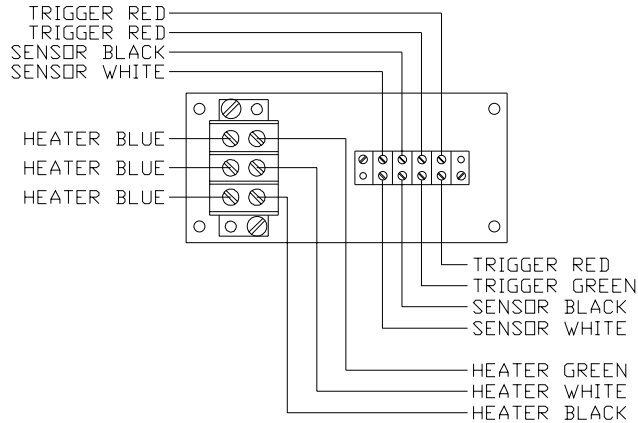 TRIGGER RED
TRIGGER RED
SENSOR BLACK
SENSOR WHITE
HEATER BLUE
HEATER BLUE
HEATER BLUE
TRIGGER RED
TRIGGER GREEN
SENSOR BLACK
SENSOR WHITE
HEATER GREEN
HEATER WHITE
HEATER BLACK